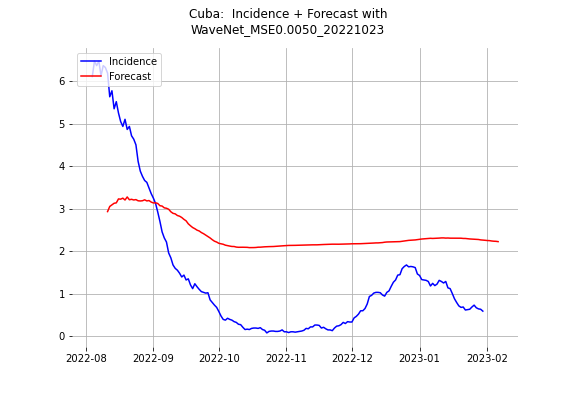 Cuba:  Incidence + Forecast with
WaveNet_MSE0.0050_20221023
Incidence
Forecast
6
5
4
3
2
1
0
2022-08 2022-09 2022-10 2022-11 2022-12 2023-01 2023-02